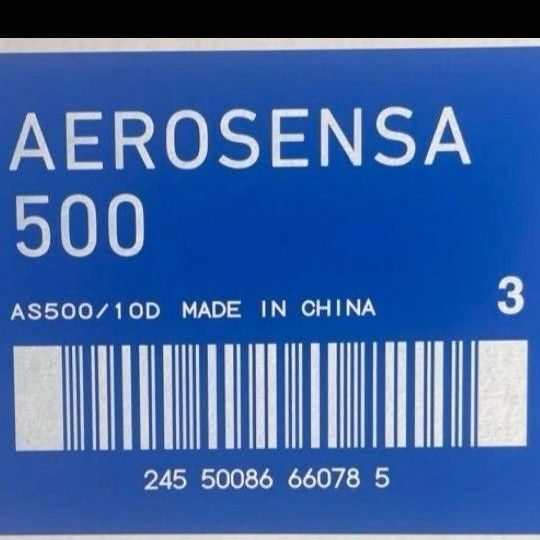 AEROSENSA
500
AS500/10D MADE IN CHINA 3
245 50086 66078 5